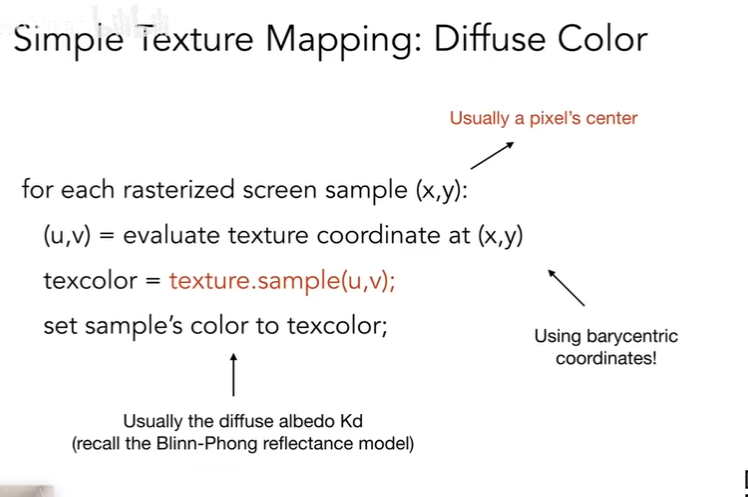 Simple Texture Mapping: Diffuse Color
Usually a pixel's center
for each rasterized screen sample (x,y):
(u,v) = evaluate texture coordinate at (x,y)
texcolor = texture.sample(u,v);
set sample's color to texcolor;
Using barycentric
coordinates!
Usually the diffuse albedo Kd
(recall the Blinn-Phong reflectance model)